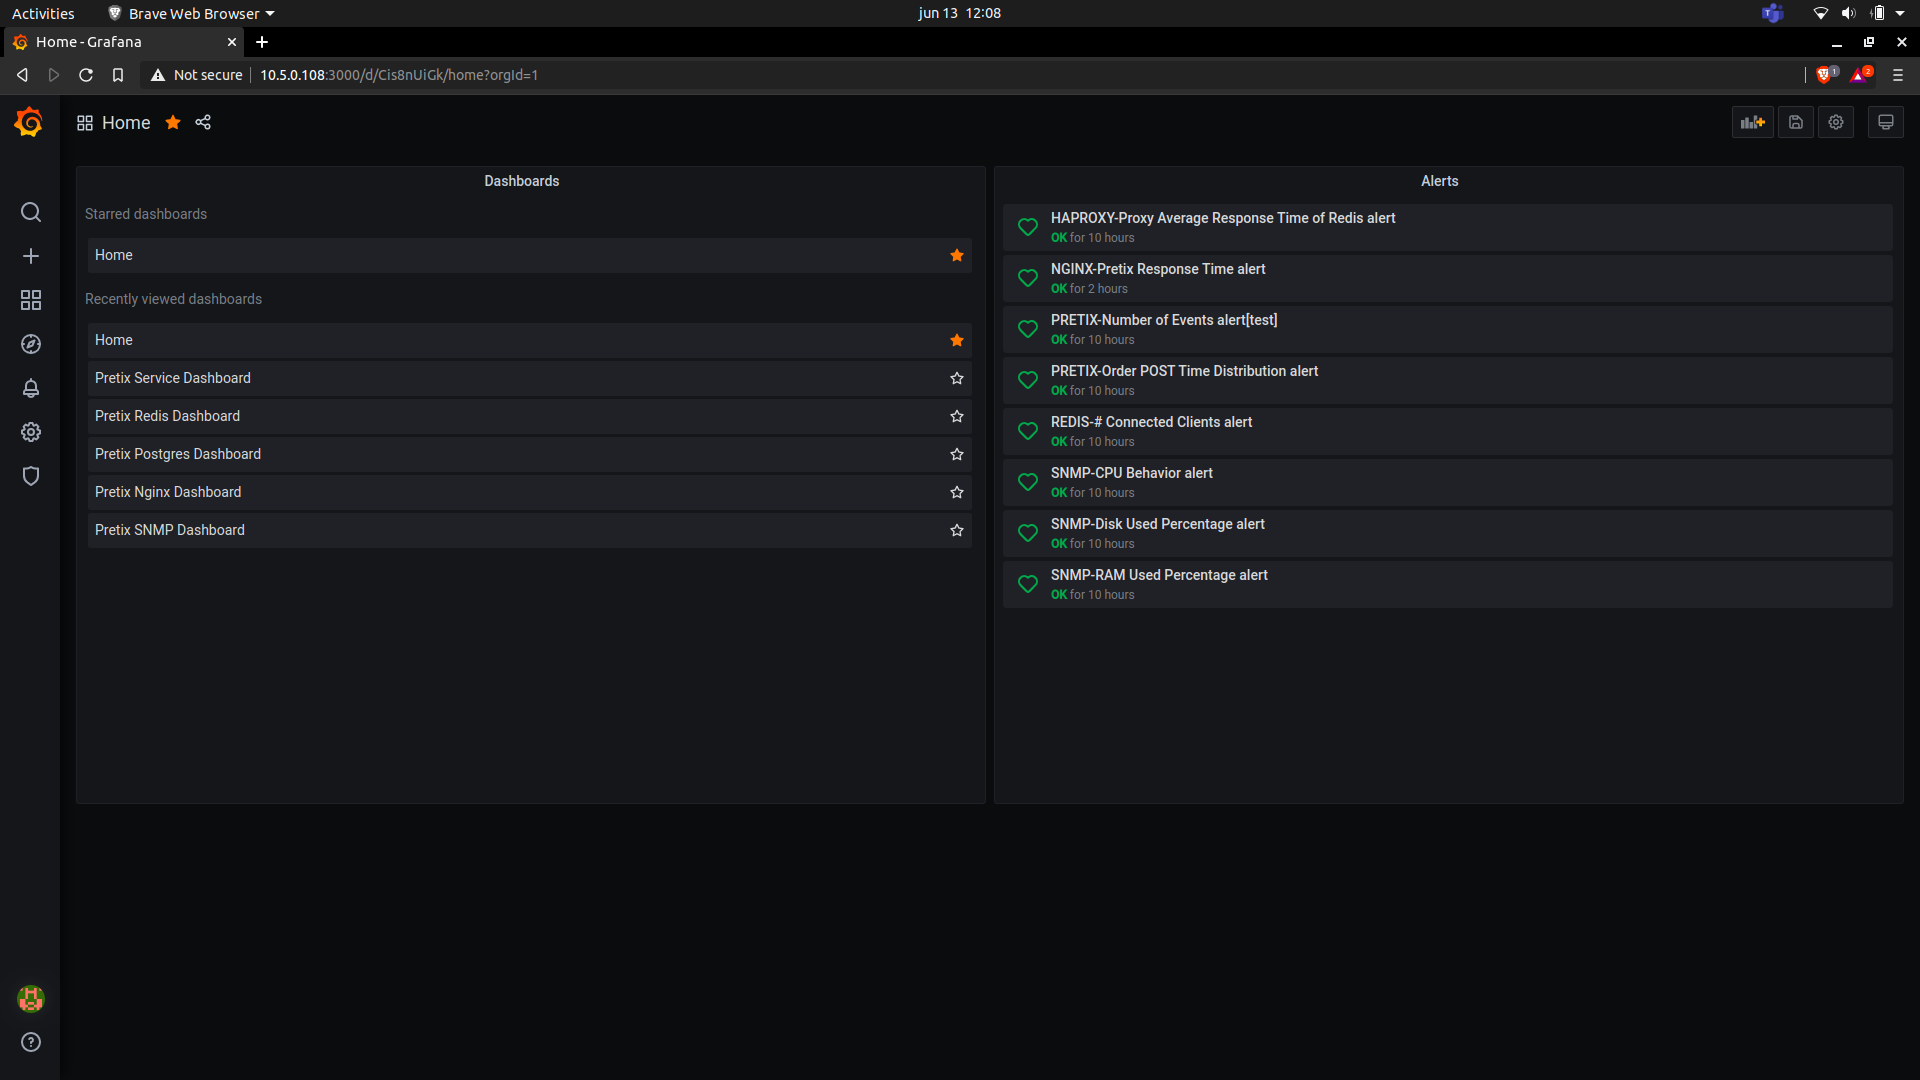 Activities
Brave Web Browser
jun 13 12:08
Home - Grafana
Not secure
10.5.0.108:3000/d/Cis8nUiGk/home?orgId=1
1
2
Home
Dashboards
Starred dashboards
Home
Recently viewed dashboards
Home
Pretix Service Dashboard
Pretix Redis Dashboard
Pretix Postgres Dashboard
Pretix Nginx Dashboard
Pretix SNMP Dashboard
Alerts
HAPROXY-Proxy Average Response Time of Redis alert
OK for 10 hours
NGINX-Pretix Response Time alert
OK for 2 hours
PRETIX-Number of Events alert[test]
OK for 10 hours
PRETIX-Order POST Time Distribution alert
OK for 10 hours
REDIS-# Connected Clients alert
OK for 10 hours
SNMP-CPU Behavior alert
OK for 10 hours
SNMP-Disk Used Percentage alert
OK for 10 hours
SNMP-RAM Used Percentage alert
OK for 10 hours